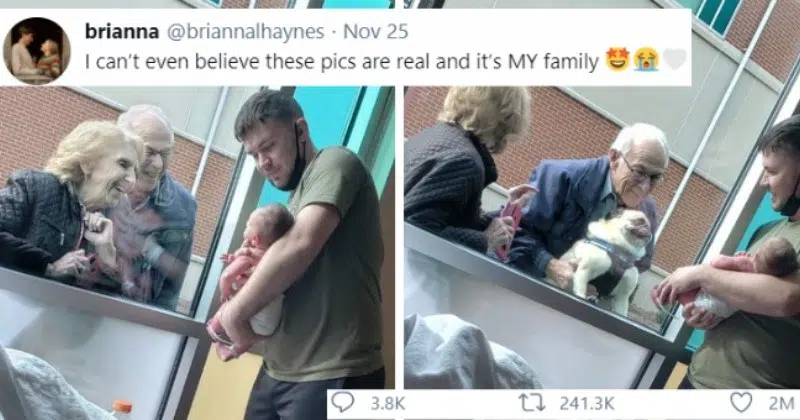 brianna @briannalhaynes · Nov 25
I can't even believe these pics are real and it's MY family 🤩😭🤍
3.8K 241.3K 2M